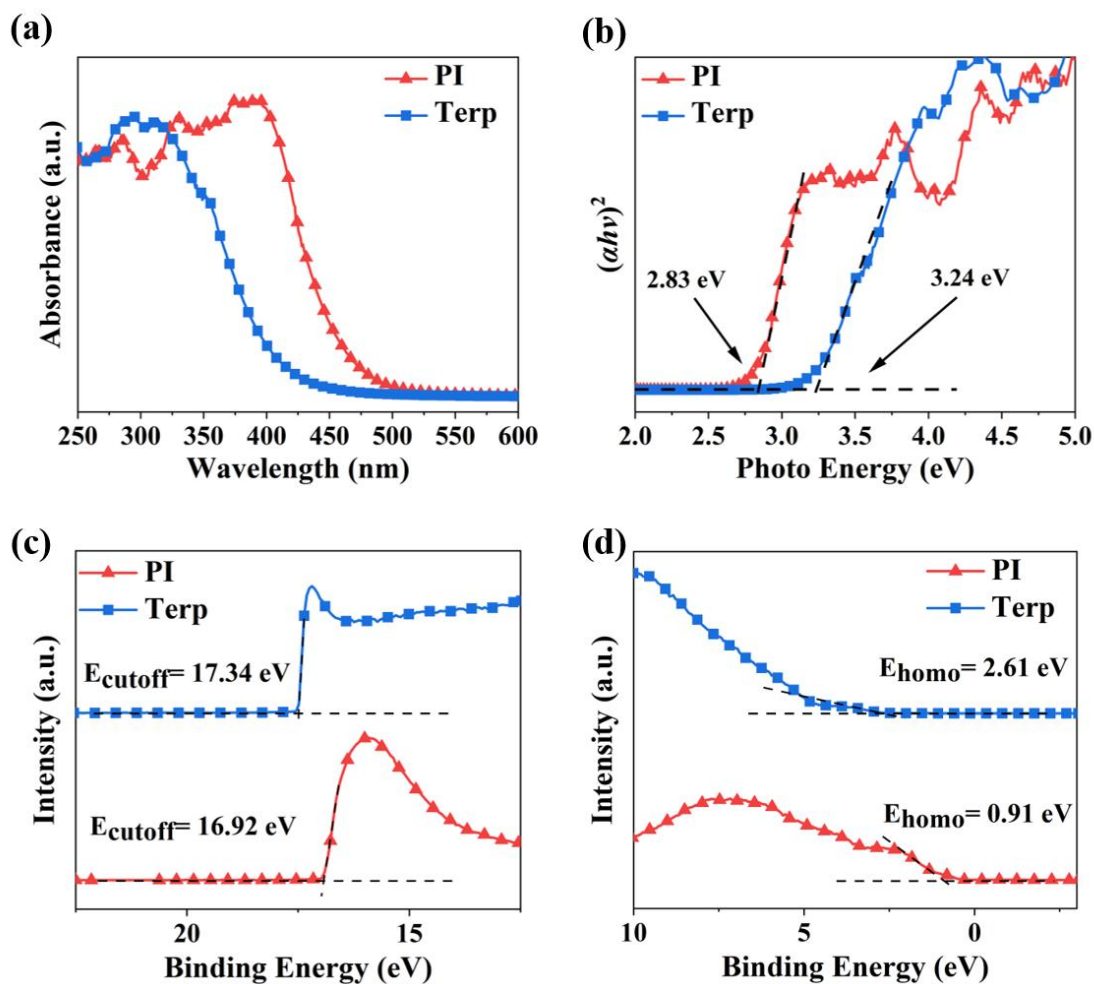 (a)
PI
Terp
Absorbance (a.u.)
250 300 350 400 450 500 550 600
Wavelength (nm)
(b)
PI
Terp
(αhν)²
2.83 eV
3.24 eV
2.0 2.5 3.0 3.5 4.0 4.5 5.0
Photo Energy (eV)
(c)
PI
Terp
Ecutoff= 17.34 eV
Ecutoff= 16.92 eV
Intensity (a.u.)
20 15
Binding Energy (eV)
(d)
PI
Terp
Ehomo= 2.61 eV
Ehomo= 0.91 eV
Intensity (a.u.)
10 5 0
Binding Energy (eV)